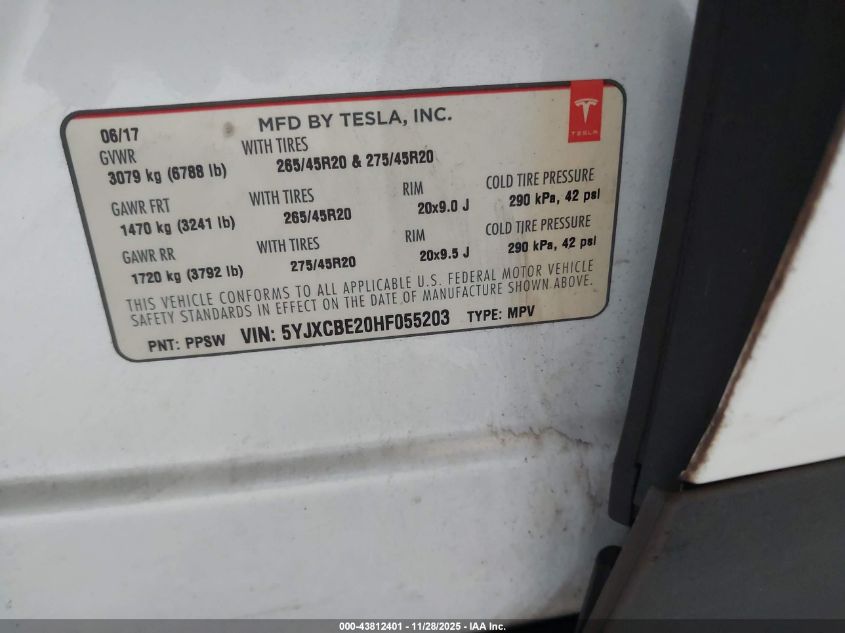 06/17
MFD BY TESLA, INC.
TESLA
GVWR
3079 kg (6788 lb)
WITH TIRES
265/45R20 & 275/45R20
GAWR FRT
1470 kg (3241 lb)
WITH TIRES
265/45R20
RIM
20x9.0 J
COLD TIRE PRESSURE
290 kPa, 42 psi
GAWR RR
1720 kg (3792 lb)
WITH TIRES
275/45R20
RIM
20x9.5 J
COLD TIRE PRESSURE
290 kPa, 42 psi
THIS VEHICLE CONFORMS TO ALL APPLICABLE U.S. FEDERAL MOTOR VEHICLE
SAFETY STANDARDS IN EFFECT ON THE DATE OF MANUFACTURE SHOWN ABOVE.
PNT: PPSW VIN: 5YJXCBE20HF055203 TYPE: MPV
000-43812401 - 11/28/2025 - IAA Inc.